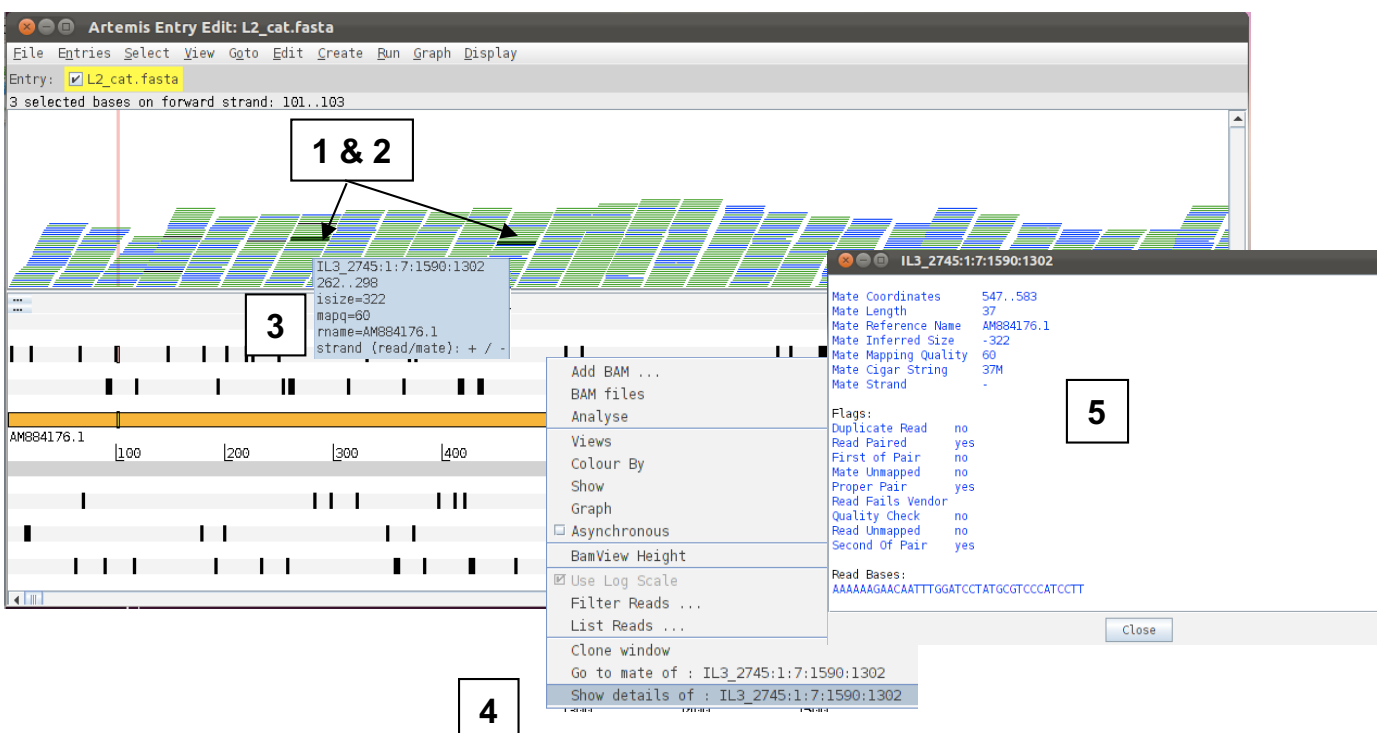 Artemis Entry Edit: L2_cat.fasta
File Entries Select View Goto Edit Create Run Graph Display
Entry: L2_cat.fasta
3 selected bases on forward strand: 101..103
1 & 2
IL3_2745:1:7:1590:1302
262..298
isize=322
mapq=60
rname=AM884176.1
strand (read/mate): + / -
3
AM884176.1
100 200 300 400
Add BAM ...
BAM files
Analyse
Views
Colour By
Show
Graph
Asynchronous
BamView Height
Use Log Scale
Filter Reads ...
List Reads ...
Clone window
Go to mate of : IL3_2745:1:7:1590:1302
Show details of : IL3_2745:1:7:1590:1302
4
IL3_2745:1:7:1590:1302
Mate Coordinates 547..583
Mate Length 37
Mate Reference Name AM884176.1
Mate Inferred Size -322
Mate Mapping Quality 60
Mate Cigar String 37M
Mate Strand -
Flags:
Duplicate Read no
Read Paired yes
First of Pair no
Mate Unmapped no
Proper Pair yes
Read Fails Vendor
Quality Check no
Read Unmapped no
Second Of Pair yes
Read Bases:
AAAAAAGAACAATTTGGATCCTATGCGTCCCATCCTT
5
Close